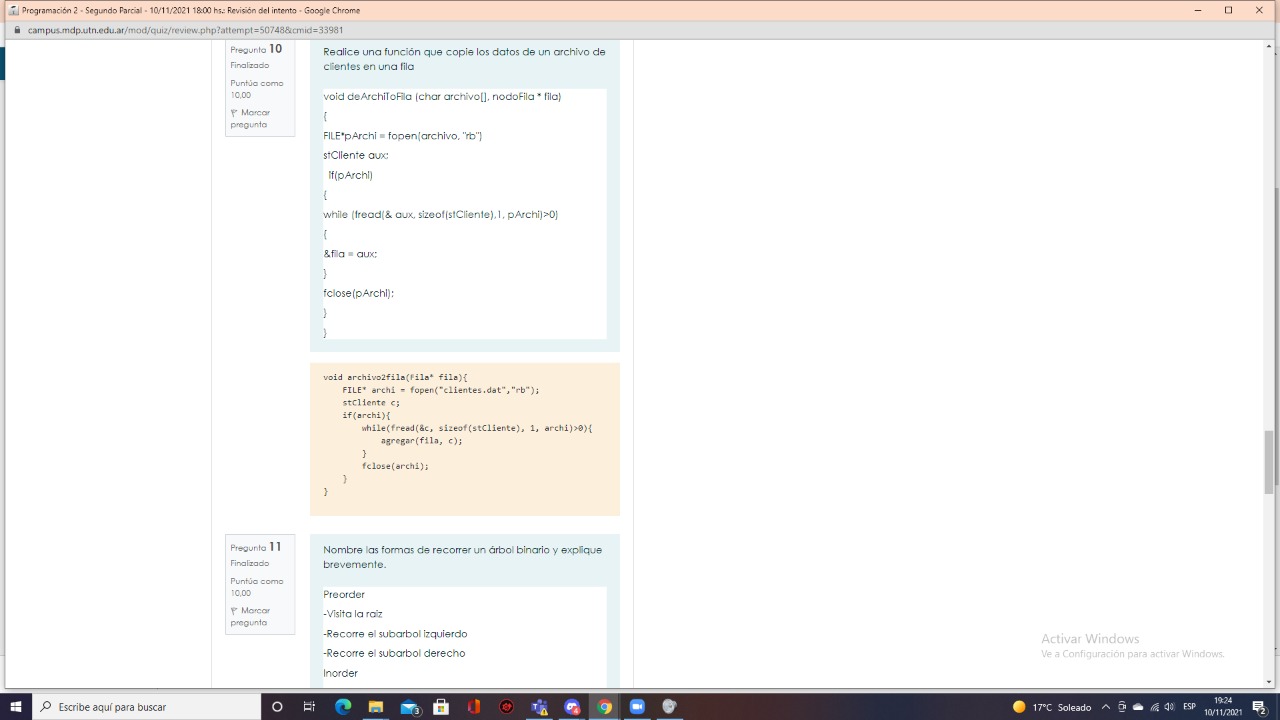 Programación 2 - Segundo Parcial - 10/11/2021 18:00 hs.: Revisión del intento - Google Chrome
campus.mdp.utn.edu.ar/mod/quiz/review.php?attempt=50748&cmid=33981
Pregunta 10
Finalizado
Puntúa como
10,00
Marcar
pregunta
Realice una función que copie los datos de un archivo de
clientes en una fila
void deArchiToFila (char archivo[], nodoFila * fila)
{
FILE*pArchi = fopen(archivo, "rb")
stCliente aux;
if(pArchi)
{
while (fread(& aux, sizeof(stCliente),1, pArchi)>0)
{
&fila = aux;
}
fclose(pArchi);
}
}
void archivo2fila(Fila* fila){
FILE* archi = fopen("clientes.dat","rb");
stCliente c;
if(archi){
while(fread(&c, sizeof(stCliente), 1, archi)>0){
agregar(fila, c);
}
fclose(archi);
}
}
Pregunta 11
Finalizado
Puntúa como
10,00
Marcar
pregunta
Nombre las formas de recorrer un árbol binario y explique
brevemente.
Preorder
-Visita la raiz
-Recorre el subarbol izquierdo
-Recorre el subarbol derecho
Inorder
Activar Windows
Ve a Configuración para activar Windows.
Escribe aquí para buscar
3
17°C Soleado
ESP
19:24
10/11/2021
2